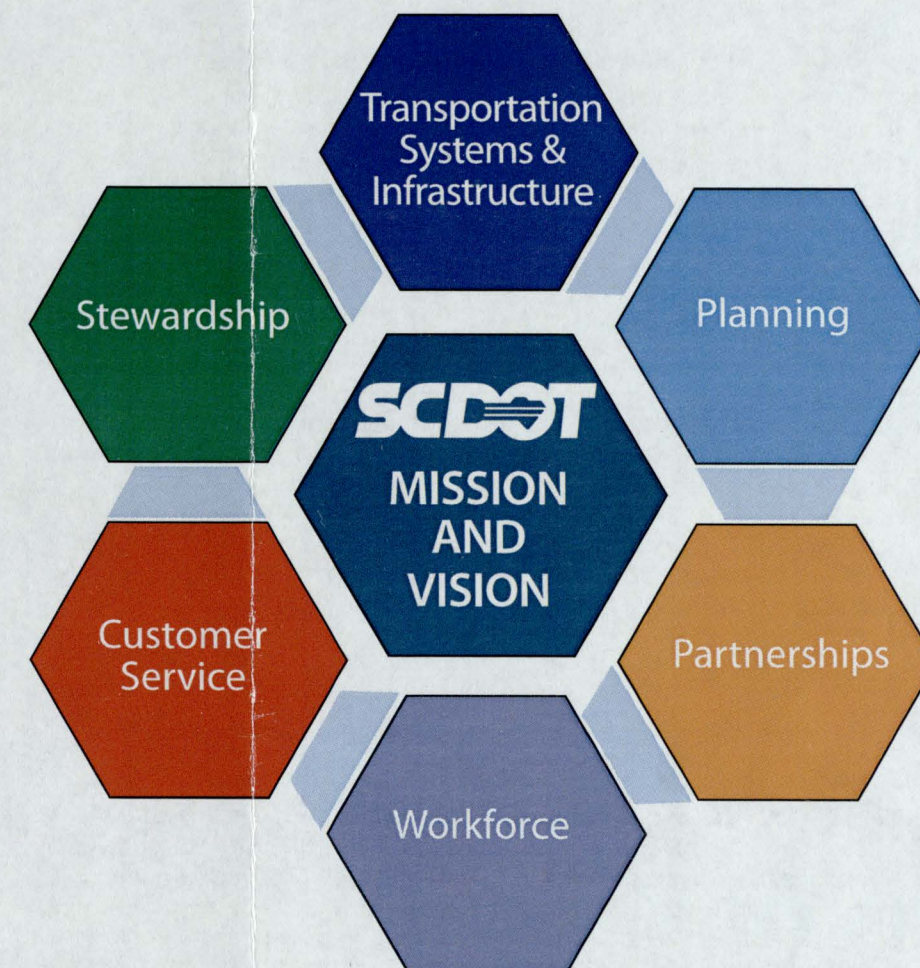 Transportation
Systems &
Infrastructure
Stewardship
Planning
SCDOT
MISSION
AND
VISION
Customer
Service
Partnerships
Workforce